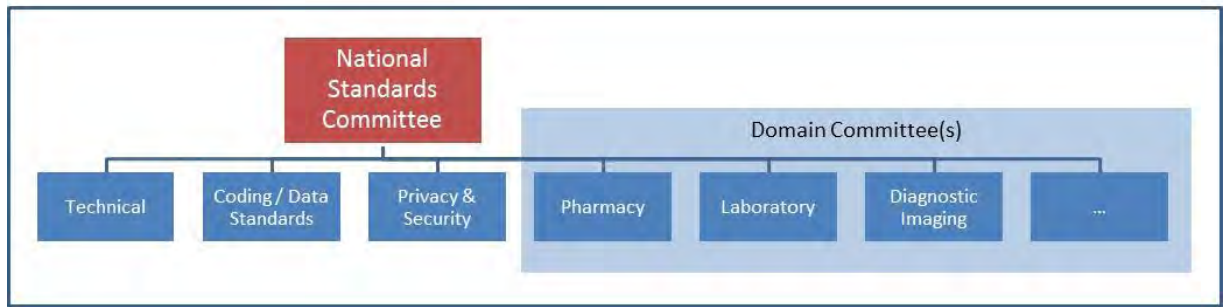 National
Standards
Committee
Domain Committee(s)
Technical
Coding / Data
Standards
Privacy &
Security
Pharmacy
Laboratory
Diagnostic
Imaging
...